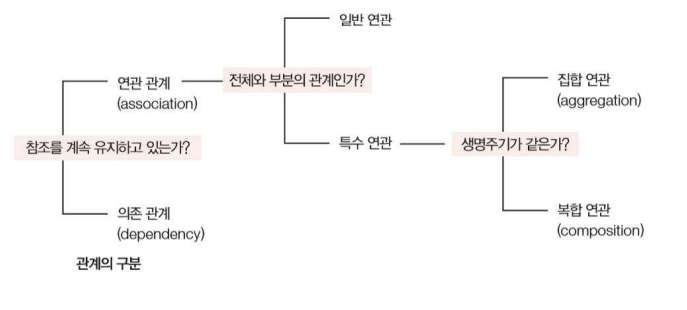 일반 연관
연관 관계
(association)
전체와 부분의 관계인가?
집합 연관
(aggregation)
참조를 계속 유지하고 있는가?
특수 연관
생명주기가 같은가?
의존 관계
(dependency)
복합 연관
(composition)
관계의 구분